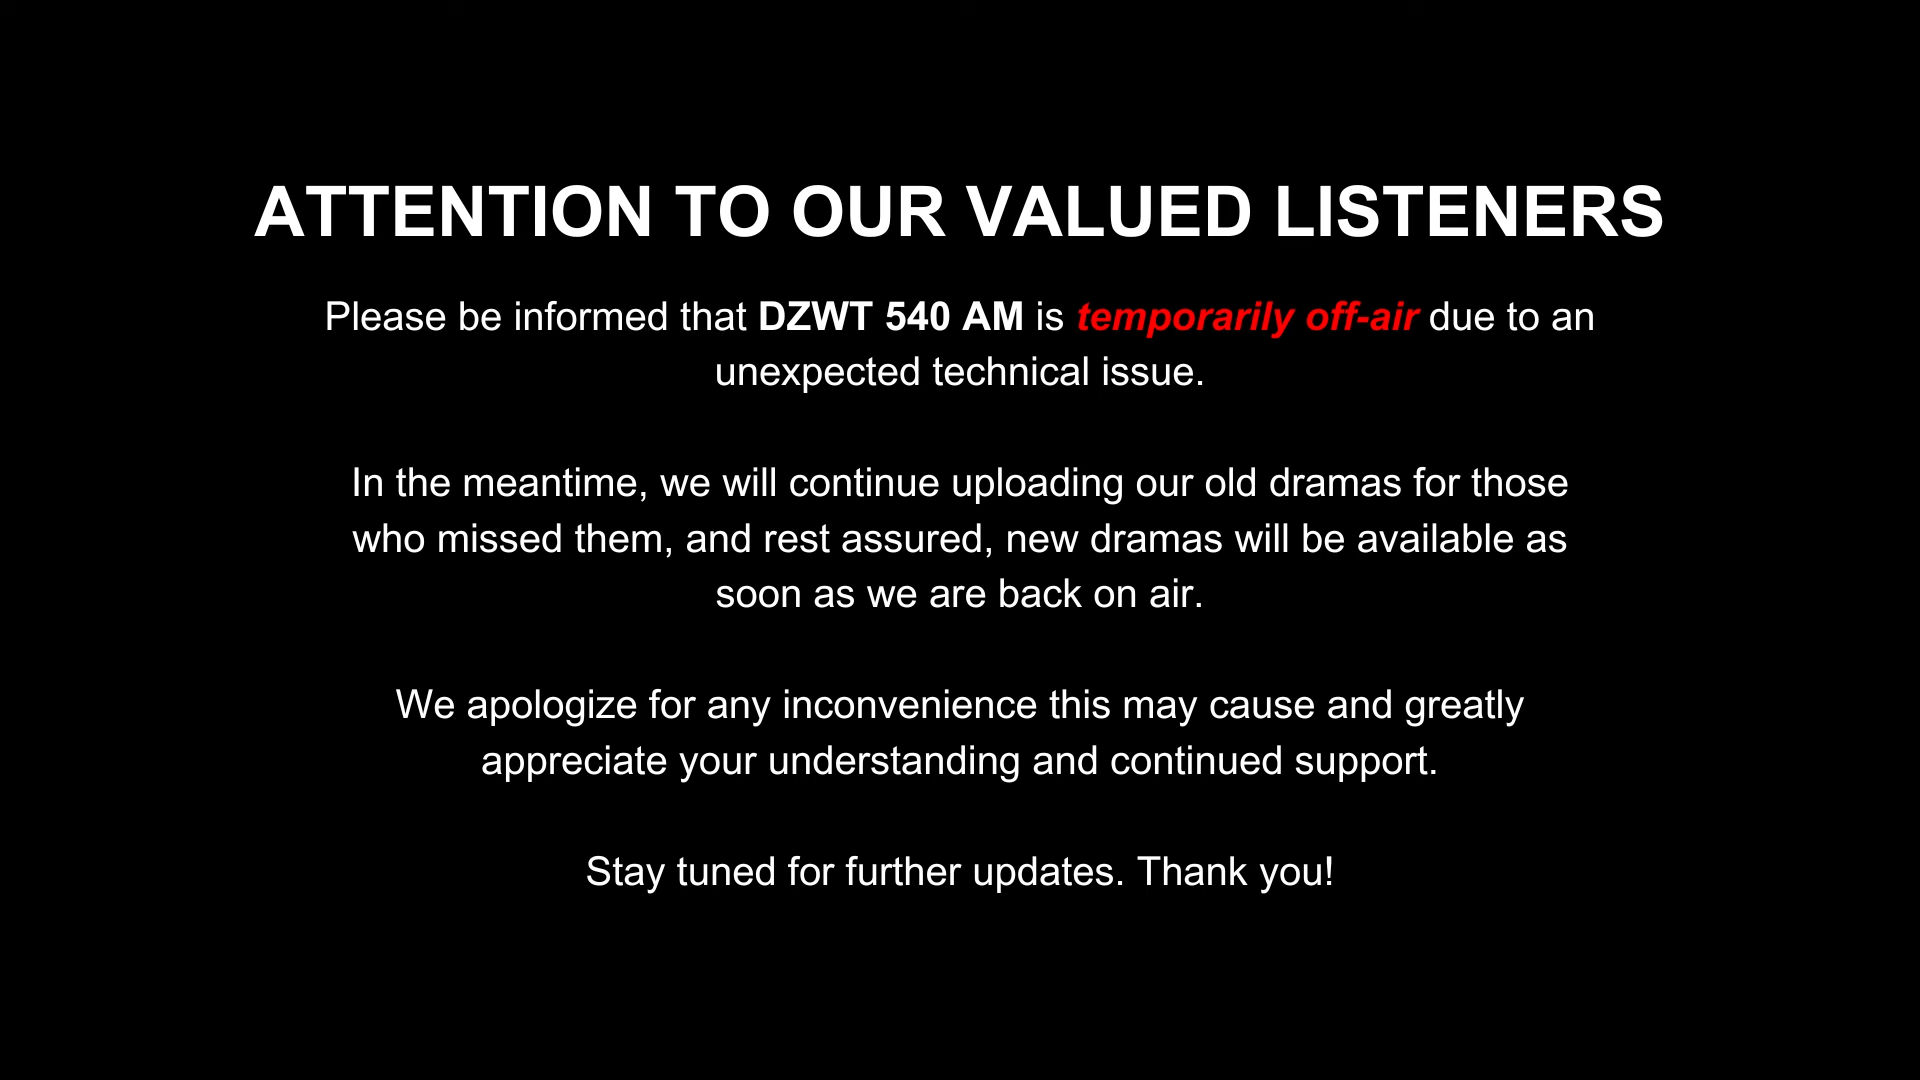 ATTENTION TO OUR VALUED LISTENERS
Please be informed that DZWT 540 AM is temporarily off-air due to an
unexpected technical issue.
In the meantime, we will continue uploading our old dramas for those
who missed them, and rest assured, new dramas will be available as
soon as we are back on air.
We apologize for any inconvenience this may cause and greatly
appreciate your understanding and continued support.
Stay tuned for further updates. Thank you!